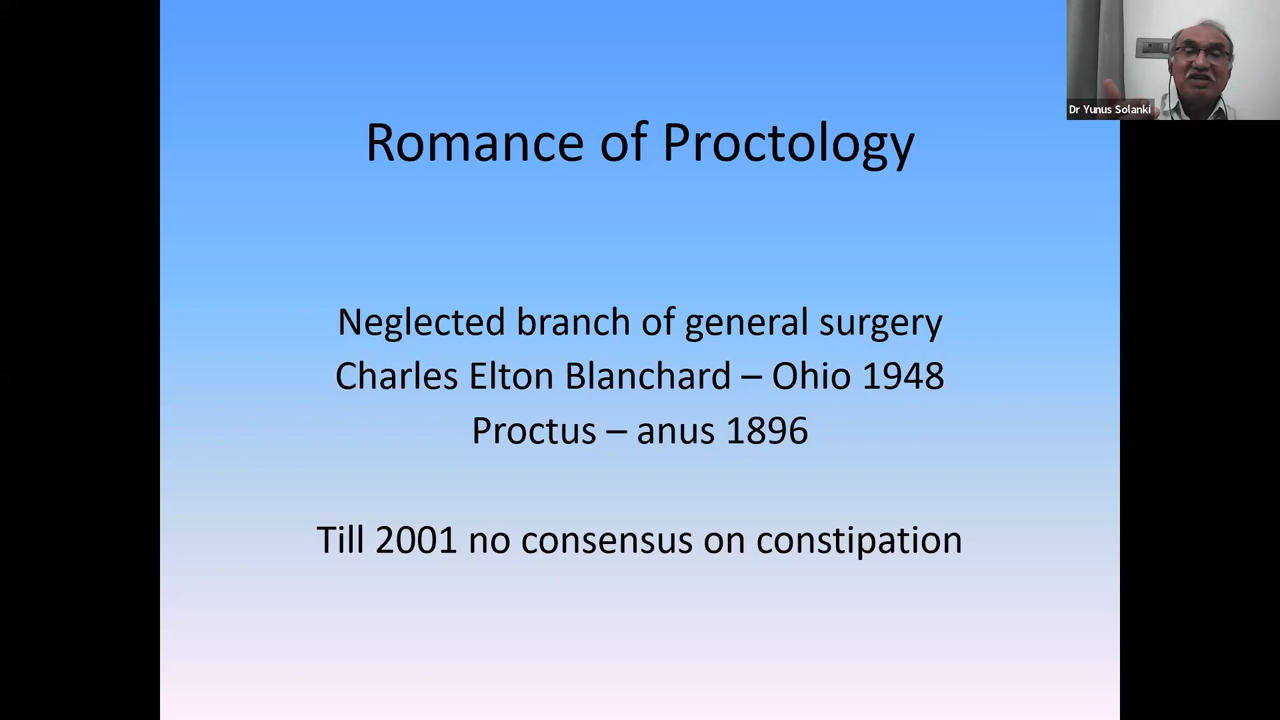 Dr Yunus Solanki
Romance of Proctology
Neglected branch of general surgery
Charles Elton Blanchard – Ohio 1948
Proctus – anus 1896
Till 2001 no consensus on constipation